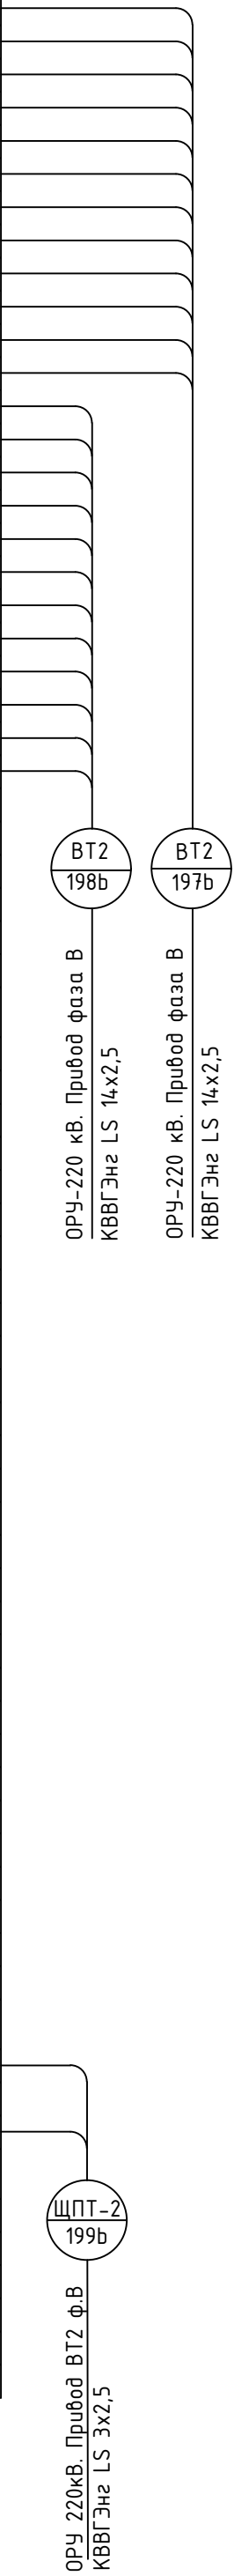 ВТ2
198b
ОРУ-220 кВ. Привод фаза В
КВВГЭнг LS 14х2,5
ВТ2
197b
ОРУ-220 кВ. Привод фаза В
КВВГЭнг LS 14х2,5
ЩПТ-2
199b
ОРУ 220кВ. Привод ВТ2 ф.В
КВВГЭнг LS 3х2,5